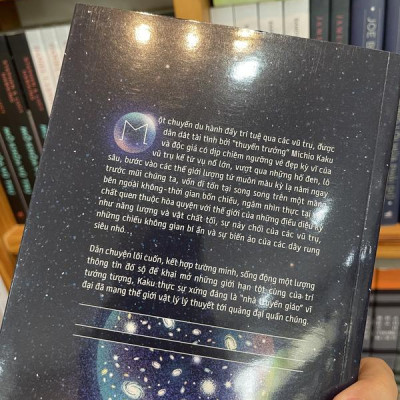 Một chuyến du hành đầy trí tuệ qua các vũ trụ, được
dẫn dắt tài tình bởi "thuyền trưởng" Michio Kaku
và độc giả có dịp chiêm ngưỡng vẻ đẹp kỳ vĩ của
vũ trụ kể từ vụ nổ lớn, vượt qua những hố đen, lỗ
sâu, bước vào các thế giới lượng tử muôn màu kỳ lạ nằm ngay
trước mũi chúng ta, vốn dĩ tồn tại song song trên một màng
bên ngoài không-thời gian bốn chiều, ngắm nhìn thực tại vật
chất quen thuộc hòa quyện với thế giới của những điều diệu kỳ
như năng lượng và vật chất tối, sự nảy chồi của các vũ trụ,
những chiều không gian bí ẩn và sự biến ảo của các dây rung
siêu nhỏ...
Dẫn chuyện lôi cuốn, kết hợp tường minh, sống động một lượng
thông tin đồ sộ để khai mở những giới hạn tột cùng của trí
tưởng tượng, Kaku thực sự xứng đáng là "nhà truyền giáo" vĩ
đại đã mang thế giới vật lý lý thuyết tới quảng đại quần chúng.
JOE B